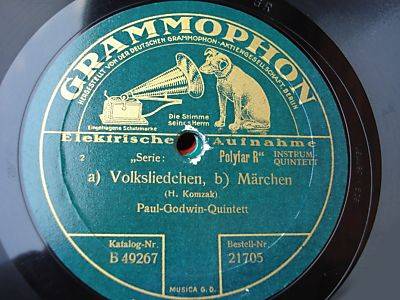 GRAMMOPHON
HERGESTELLT VON DER DEUTSCHEN GRAMMOPHON-AKTIENGESELLSCHAFT, BERLIN
Die Stimme
seines Herrn
Eingetragene Schutzmarke
Elektrische Aufnahme
2 „Serie: Polyfar R“ INSTRUM.-
QUINTETT
a) Volksliedchen, b) Märchen
(H. Komzak)
Paul-Godwin-Quintett
Katalog-Nr. Bestell-Nr.
B 49267 21705
MUSICA G. D.